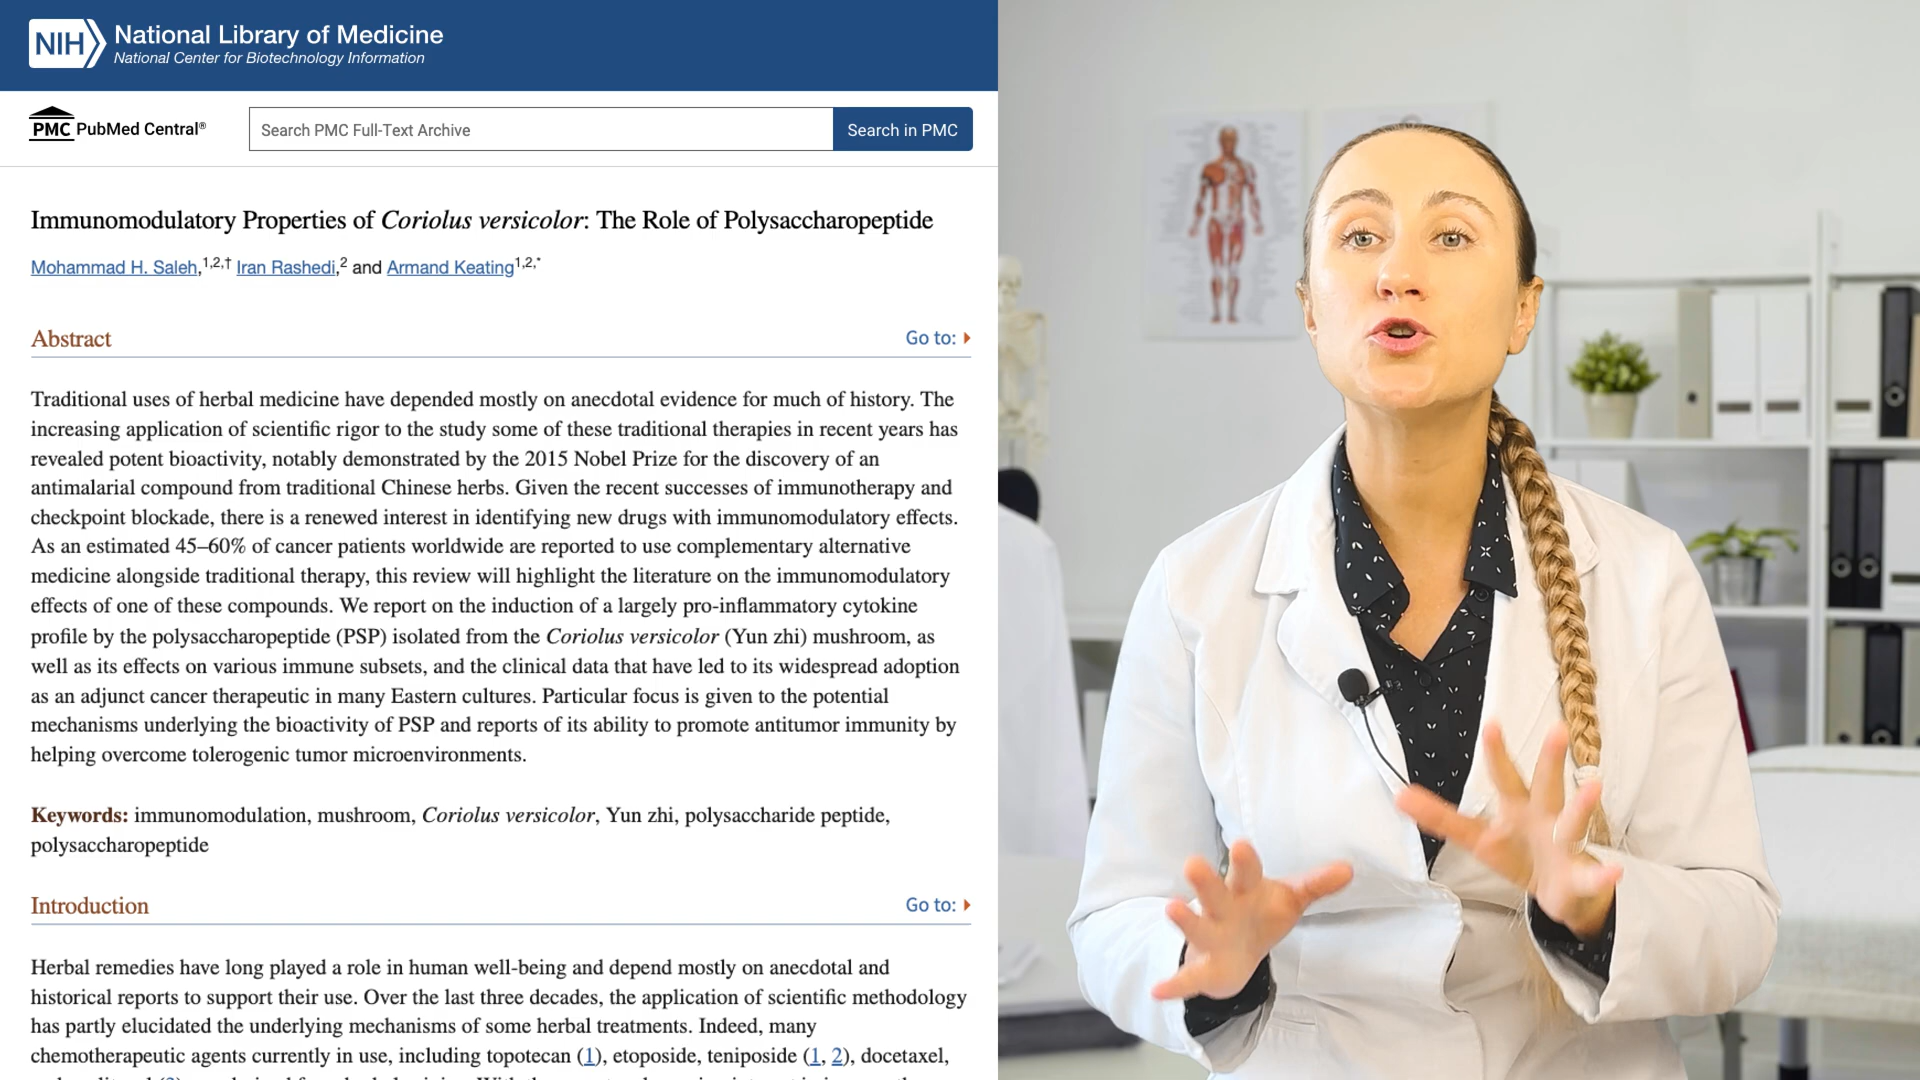 NIH National Library of Medicine
National Center for Biotechnology Information
PMC PubMed Central®
Search PMC Full-Text Archive
Search in PMC
Immunomodulatory Properties of Coriolus versicolor: The Role of Polysaccharopeptide
Mohammad H. Saleh,1,2,† Iran Rashedi,2 and Armand Keating1,2,*
Abstract
Go to:
Traditional uses of herbal medicine have depended mostly on anecdotal evidence for much of history. The
increasing application of scientific rigor to the study some of these traditional therapies in recent years has
revealed potent bioactivity, notably demonstrated by the 2015 Nobel Prize for the discovery of an
antimalarial compound from traditional Chinese herbs. Given the recent successes of immunotherapy and
checkpoint blockade, there is a renewed interest in identifying new drugs with immunomodulatory effects.
As an estimated 45–60% of cancer patients worldwide are reported to use complementary alternative
medicine alongside traditional therapy, this review will highlight the literature on the immunomodulatory
effects of one of these compounds. We report on the induction of a largely pro-inflammatory cytokine
profile by the polysaccharopeptide (PSP) isolated from the Coriolus versicolor (Yun zhi) mushroom, as
well as its effects on various immune subsets, and the clinical data that have led to its widespread adoption
as an adjunct cancer therapeutic in many Eastern cultures. Particular focus is given to the potential
mechanisms underlying the bioactivity of PSP and reports of its ability to promote antitumor immunity by
helping overcome tolerogenic tumor microenvironments.
Keywords: immunomodulation, mushroom, Coriolus versicolor, Yun zhi, polysaccharide peptide,
polysaccharopeptide
Introduction
Go to:
Herbal remedies have long played a role in human well-being and depend mostly on anecdotal and
historical reports to support their use. Over the last three decades, the application of scientific methodology
has partly elucidated the underlying mechanisms of some herbal treatments. Indeed, many
chemotherapeutic agents currently in use, including topotecan (1), etoposide, teniposide (1, 2), docetaxel,